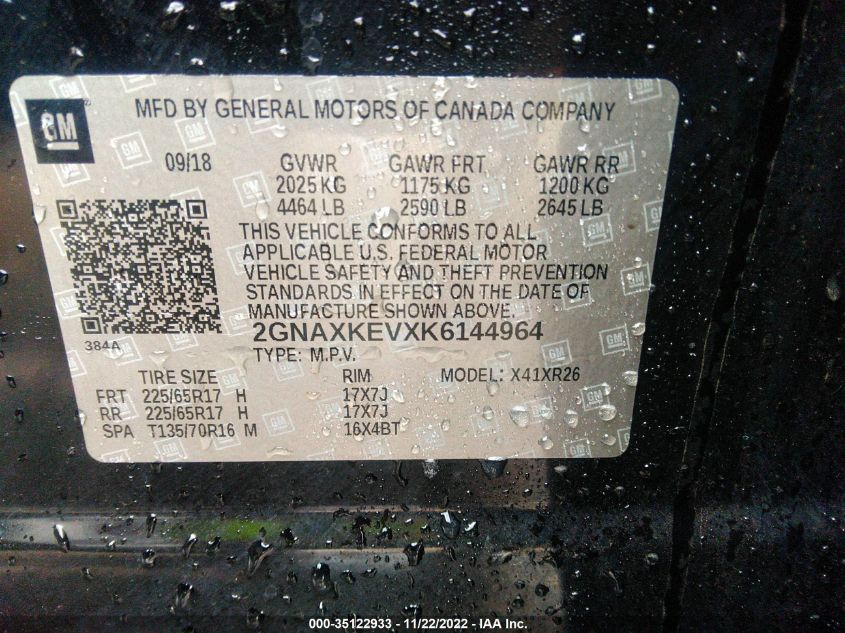 MFD BY GENERAL MOTORS OF CANADA COMPANY
GM ®
09/18 GVWR GAWR FRT GAWR RR
2025 KG 1175 KG 1200 KG
4464 LB 2590 LB 2645 LB
THIS VEHICLE CONFORMS TO ALL
APPLICABLE U.S. FEDERAL MOTOR
VEHICLE SAFETY AND THEFT PREVENTION
STANDARDS IN EFFECT ON THE DATE OF
MANUFACTURE SHOWN ABOVE.
2GNAXKEVXK6144964
384A
TYPE: M.P.V.
TIRE SIZE RIM MODEL: X41XR26
FRT 225/65R17 H 17X7J
RR 225/65R17 H 17X7J
SPA T135/70R16 M 16X4BT
000-35122933 - 11/22/2022 - IAA Inc.